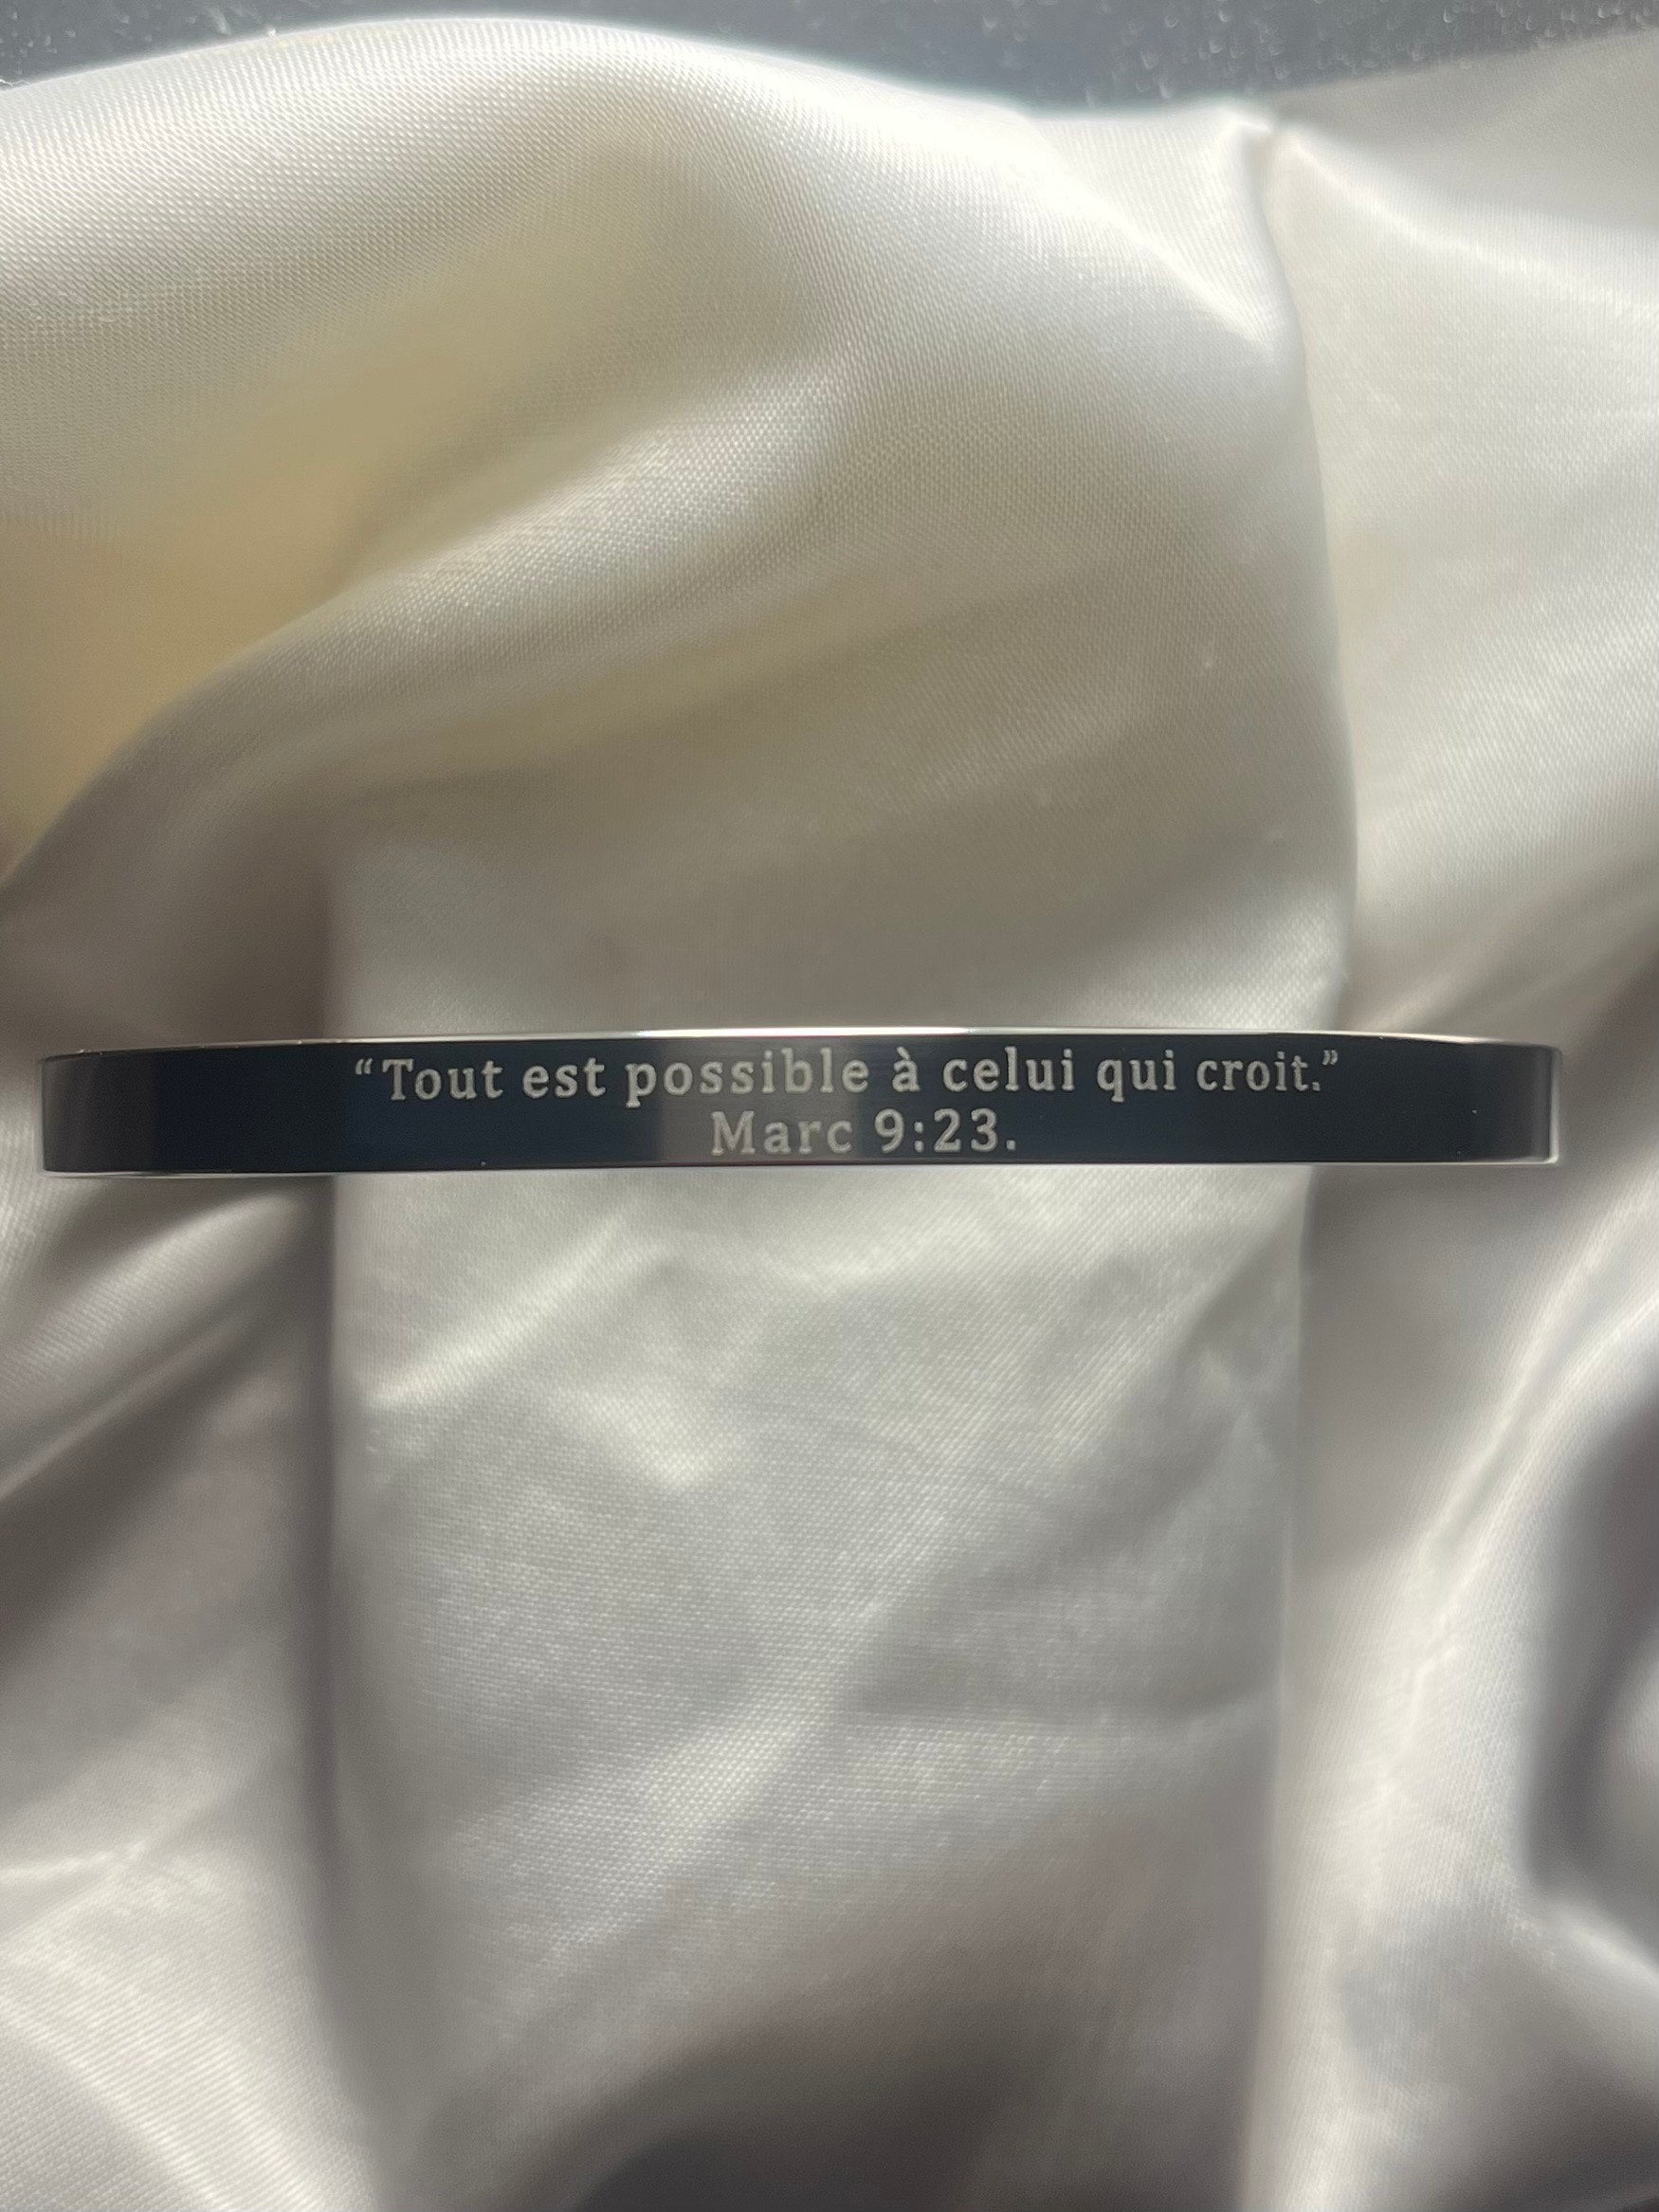 “Tout est possible à celui qui croit.”
Marc 9:23.